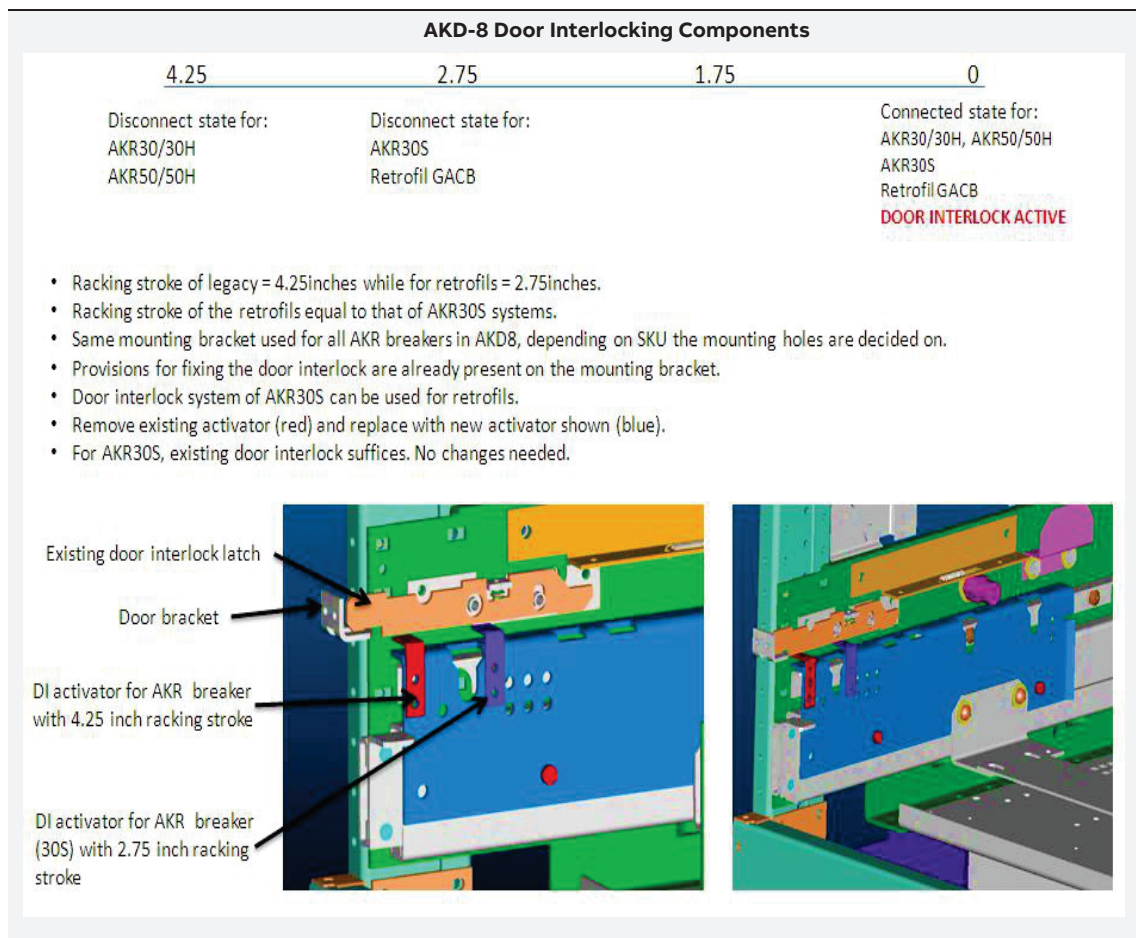 AKD-8 Door Interlocking Components
4.25 2.75 1.75 0
Disconnect state for:
AKR30/30H
AKR50/50H
Disconnect state for:
AKR30S
Retrofil GACB
Connected state for:
AKR30/30H, AKR50/50H
AKR30S
Retrofil GACB
DOOR INTERLOCK ACTIVE
• Racking stroke of legacy = 4.25inches while for retrofils = 2.75inches.
• Racking stroke of the retrofils equal to that of AKR30S systems.
• Same mounting bracket used for all AKR breakers in AKD8, depending on SKU the mounting holes are decided on.
• Provisions for fixing the door interlock are already present on the mounting bracket.
• Door interlock system of AKR30S can be used for retrofils.
• Remove existing activator (red) and replace with new activator shown (blue).
• For AKR30S, existing door interlock suffices. No changes needed.
Existing door interlock latch
Door bracket
DI activator for AKR breaker
with 4.25 inch racking stroke
DI activator for AKR breaker
(30S) with 2.75 inch racking
stroke